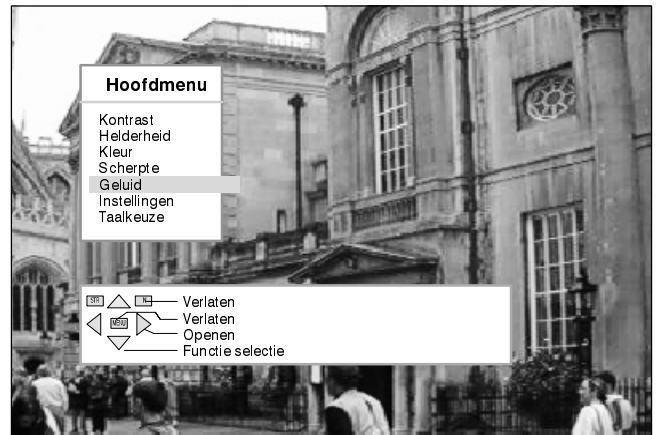 Hoofdmenu
Kontrast
Helderheid
Kleur
Scherpte
Geluid
Instellingen
Taalkeuze
STR N Verlaten
MENU Verlaten
Openen
Functie selectie